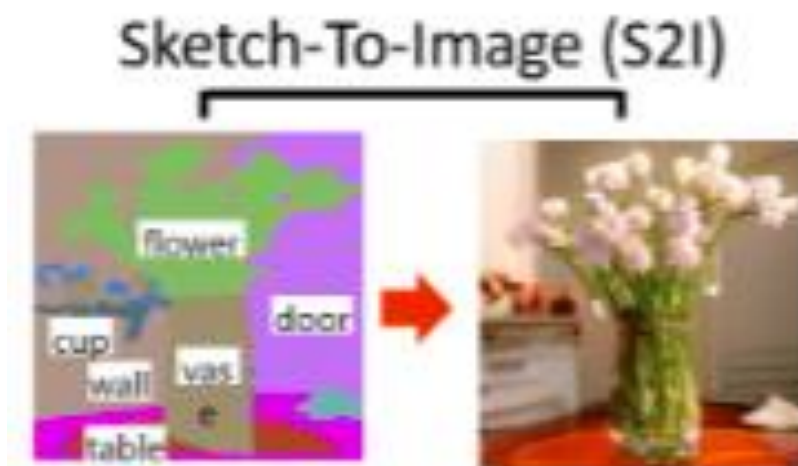 Sketch-To-Image (S2I)
flower
door
cup
wall
vas
e
table